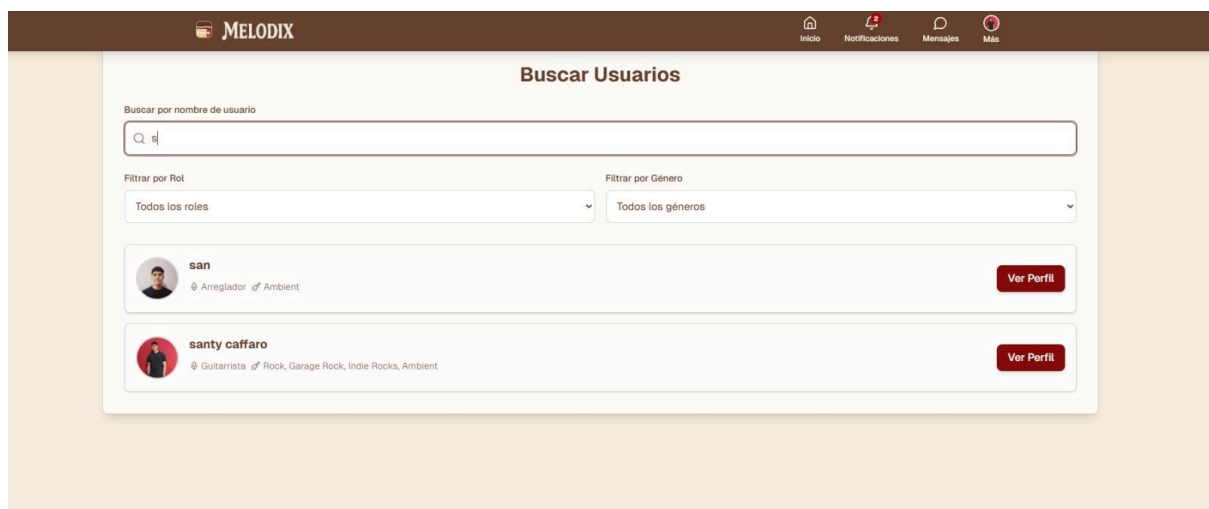 MELODIX
Inicio
2
Notificaciones
Mensajes
Más
Buscar Usuarios
Buscar por nombre de usuario
s
Filtrar por Rol
Filtrar por Género
Todos los roles
Todos los géneros
san
Arreglador Ambient
Ver Perfil
santy caffaro
Guitarrista Rock, Garage Rock, Indie Rocks, Ambient
Ver Perfil